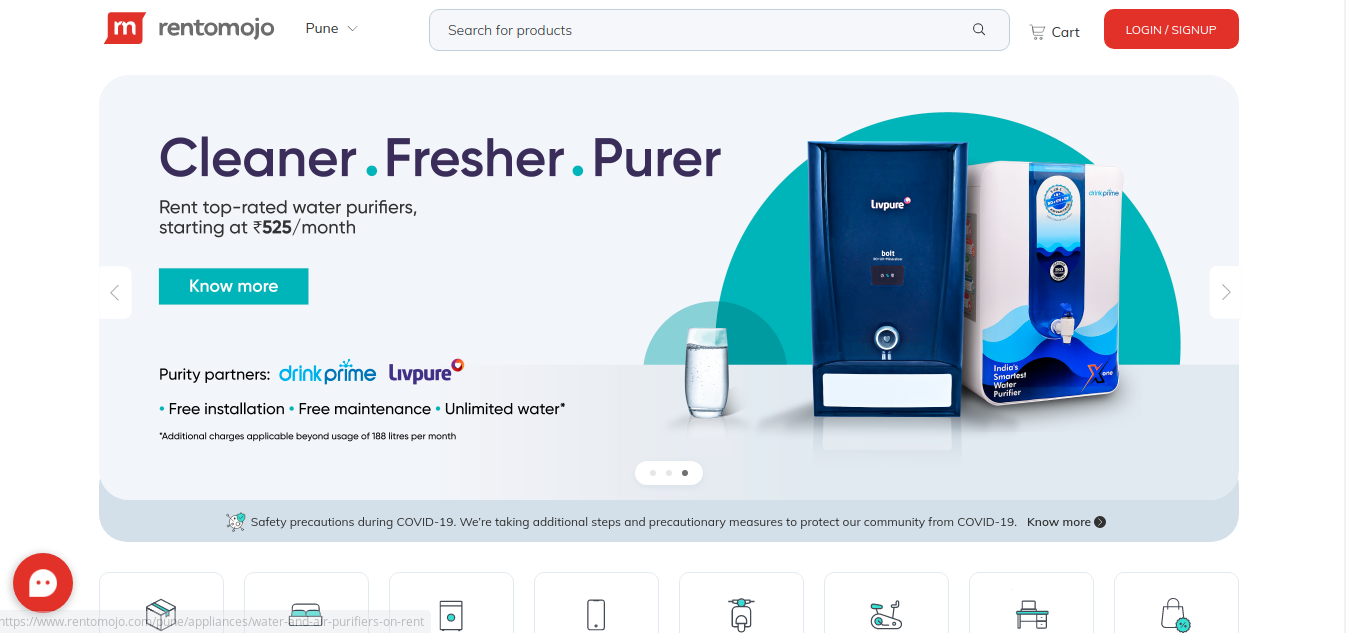 m rentomojo
Pune
Search for products
Cart
LOGIN / SIGNUP
Cleaner.Fresher.Purer
Rent top-rated water purifiers,
starting at ₹525/month
Know more
Purity partners: drinkprime Livpure
• Free installation • Free maintenance • Unlimited water*
*Additional charges applicable beyond usage of 188 litres per month
Livpure
bolt
drinkprime
India's
Smartest
Water
Purifier
X one
Safety precautions during COVID-19. We're taking additional steps and precautionary measures to protect our community from COVID-19. Know more
https://www.rentomojo.com/pune/appliances/water-and-air-purifiers-on-rent